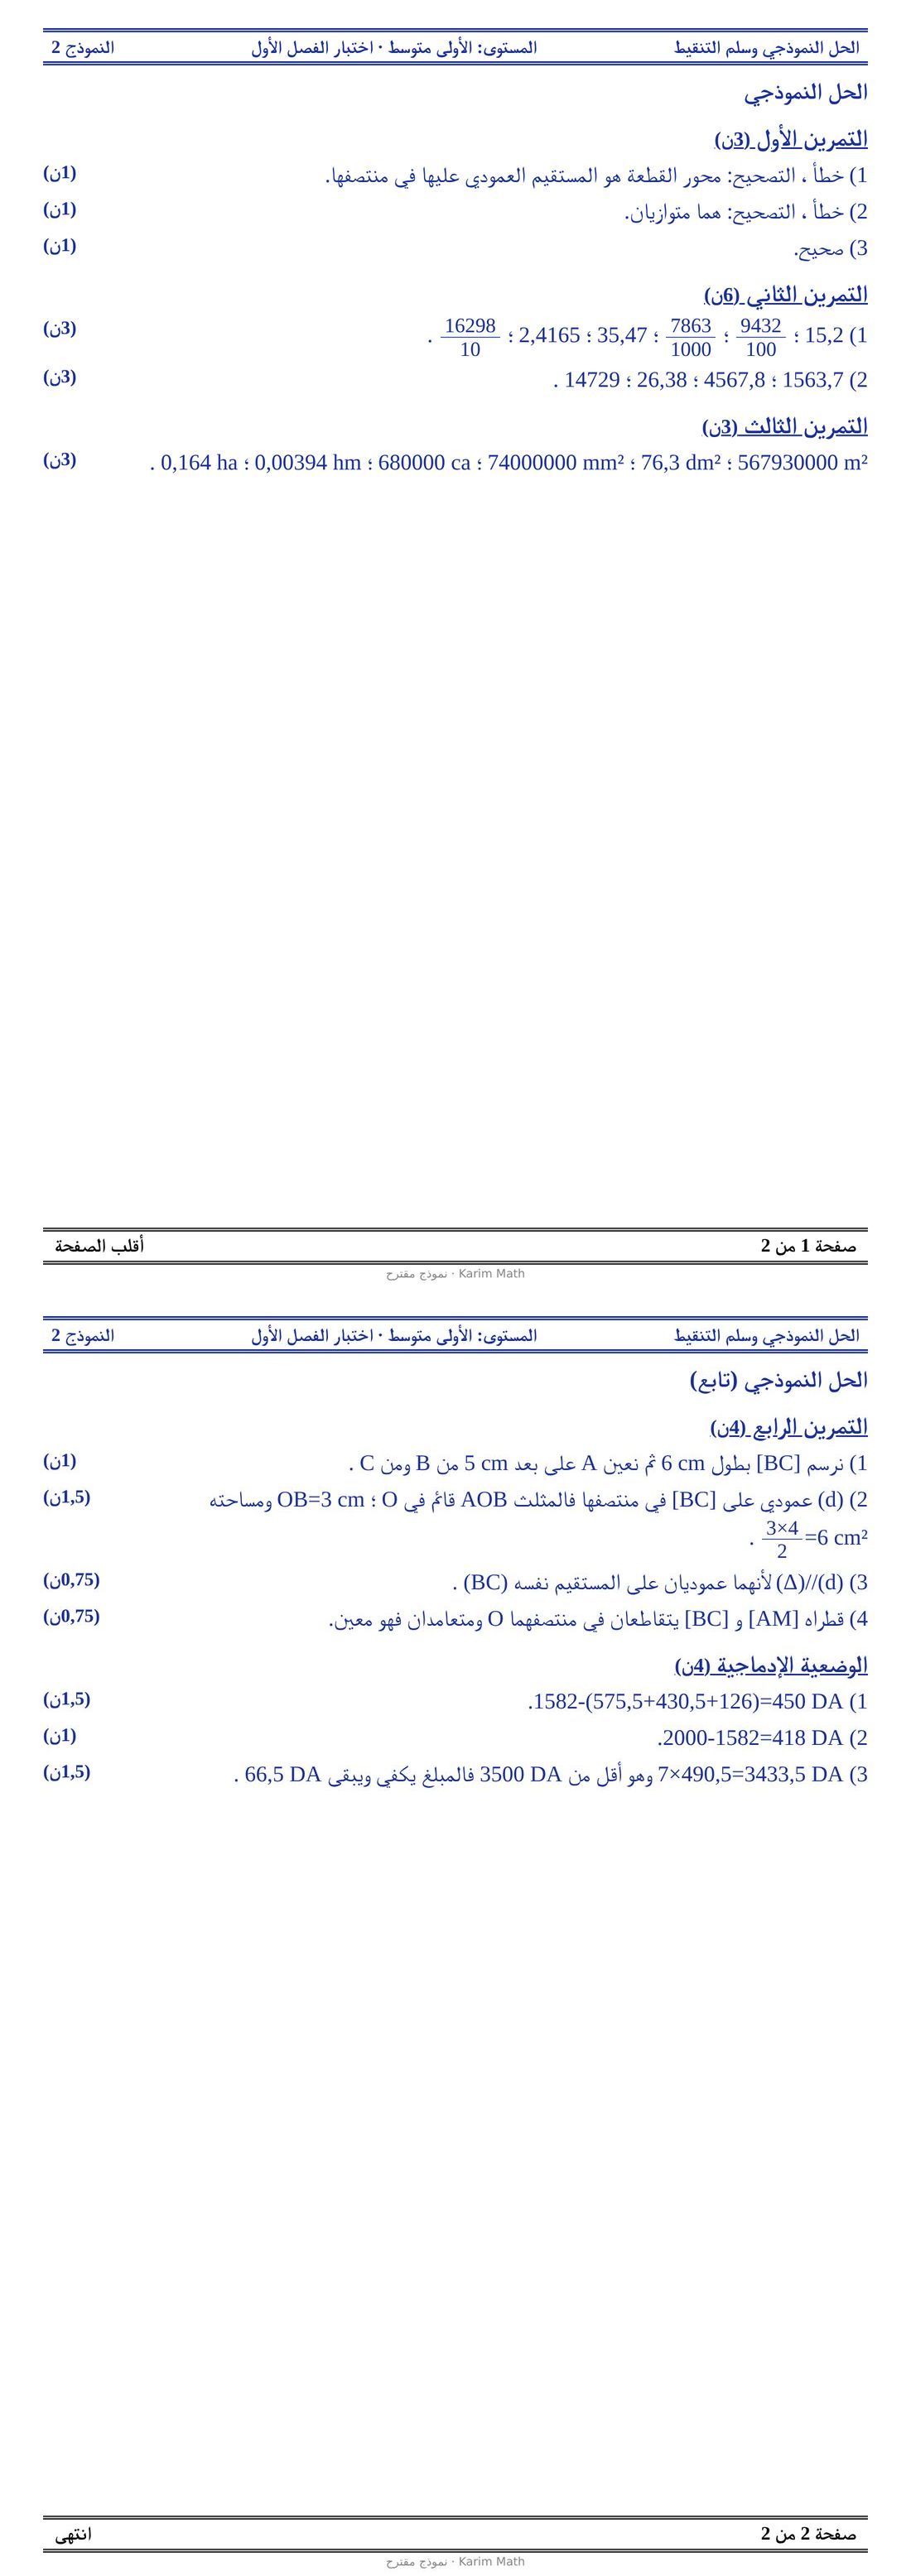 الحل النموذجي وسلم التنقيط المستوى: الأولى متوسط · اختبار الفصل الأول النموذج 2
الحل النموذجي
التمرين الأول (3ن)
1) خطأ ، التصحيح: محور القطعة هو المستقيم العمودي عليها في منتصفها. (1ن)
2) خطأ ، التصحيح: هما متوازيان. (1ن)
3) صحيح. (1ن)
التمرين الثاني (6ن)
1) 15,2 ؛ 9432/100 ؛ 7863/1000 ؛ 35,47 ؛ 2,4165 ؛ 16298/10 . (3ن)
2) 1563,7 ؛ 4567,8 ؛ 26,38 ؛ 14729 . (3ن)
التمرين الثالث (3ن)
567930000 m² ؛ 76,3 dm² ؛ 74000000 mm² ؛ 680000 ca ؛ 0,00394 hm ؛ 0,164 ha . (3ن)
صفحة 1 من 2 أقلب الصفحة
Karim Math · نموذج مقترح
الحل النموذجي وسلم التنقيط المستوى: الأولى متوسط · اختبار الفصل الأول النموذج 2
الحل النموذجي (تابع)
التمرين الرابع (4ن)
1) نرسم [BC] بطول 6 cm ثم نعين A على بعد 5 cm من B ومن C . (1ن)
2) (d) عمودي على [BC] في منتصفها فالمثلث AOB قائم في O ؛ OB=3 cm ومساحته (1,5ن)
3×4/2=6 cm² .
3) (d)//(Δ) لأنهما عموديان على المستقيم نفسه (BC) . (0,75ن)
4) قطراه [AM] و [BC] يتقاطعان في منتصفهما O ومتعامدان فهو معين. (0,75ن)
الوضعية الإدماجية (4ن)
1) 1582-(575,5+430,5+126)=450 DA. (1,5ن)
2) 2000-1582=418 DA. (1ن)
3) 7×490,5=3433,5 DA وهو أقل من 3500 DA فالمبلغ يكفي ويبقى 66,5 DA . (1,5ن)
صفحة 2 من 2 انتهى
Karim Math · نموذج مقترح